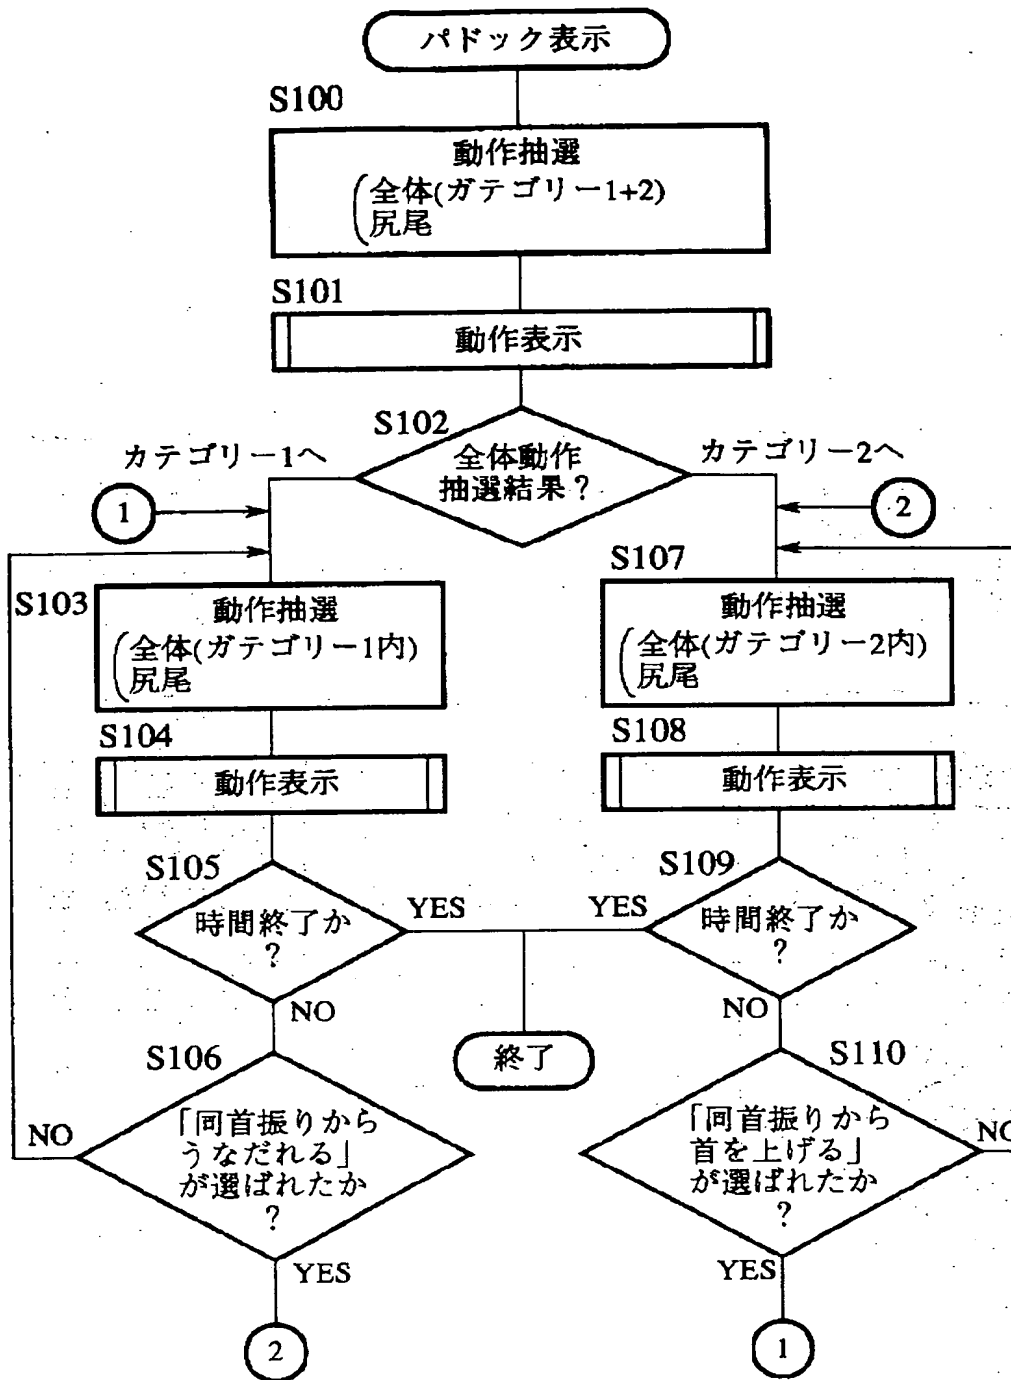 パドック表示
S100
動作抽選
全体(ガテゴリー1+2)
尻尾
S101
動作表示
S102
全体動作
抽選結果？
カテゴリー1へ
カテゴリー2へ
1
2
S103
動作抽選
全体(ガテゴリー1内)
尻尾
S107
動作抽選
全体(ガテゴリー2内)
尻尾
S104
動作表示
S108
動作表示
S105
時間終了か
？
YES
NO
S109
時間終了か
？
YES
NO
終了
S106
「同首振りから
うなだれる」
が選ばれたか
？
NO
YES
S110
「同首振りから
首を上げる」
が選ばれたか
？
NO
YES
2
1